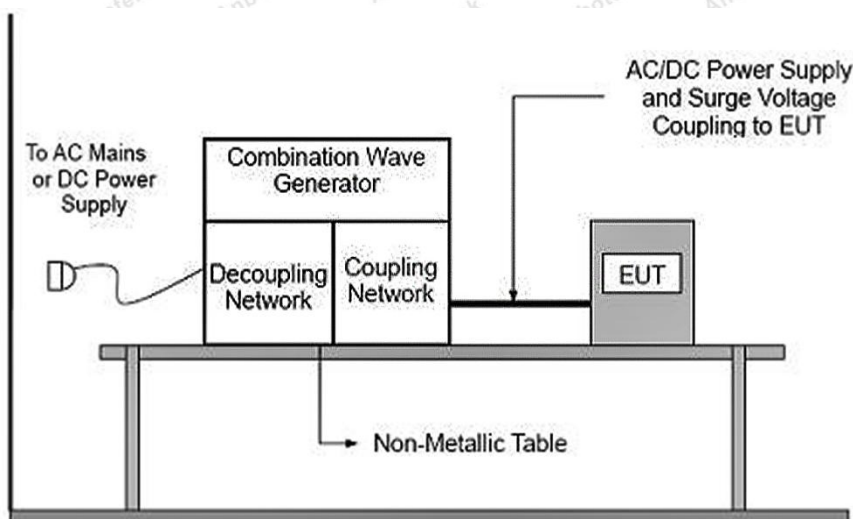 AC/DC Power Supply
and Surge Voltage
Coupling to EUT
To AC Mains
or DC Power
Supply
Combination Wave
Generator
Decoupling
Network
Coupling
Network
EUT
Non-Metallic Table